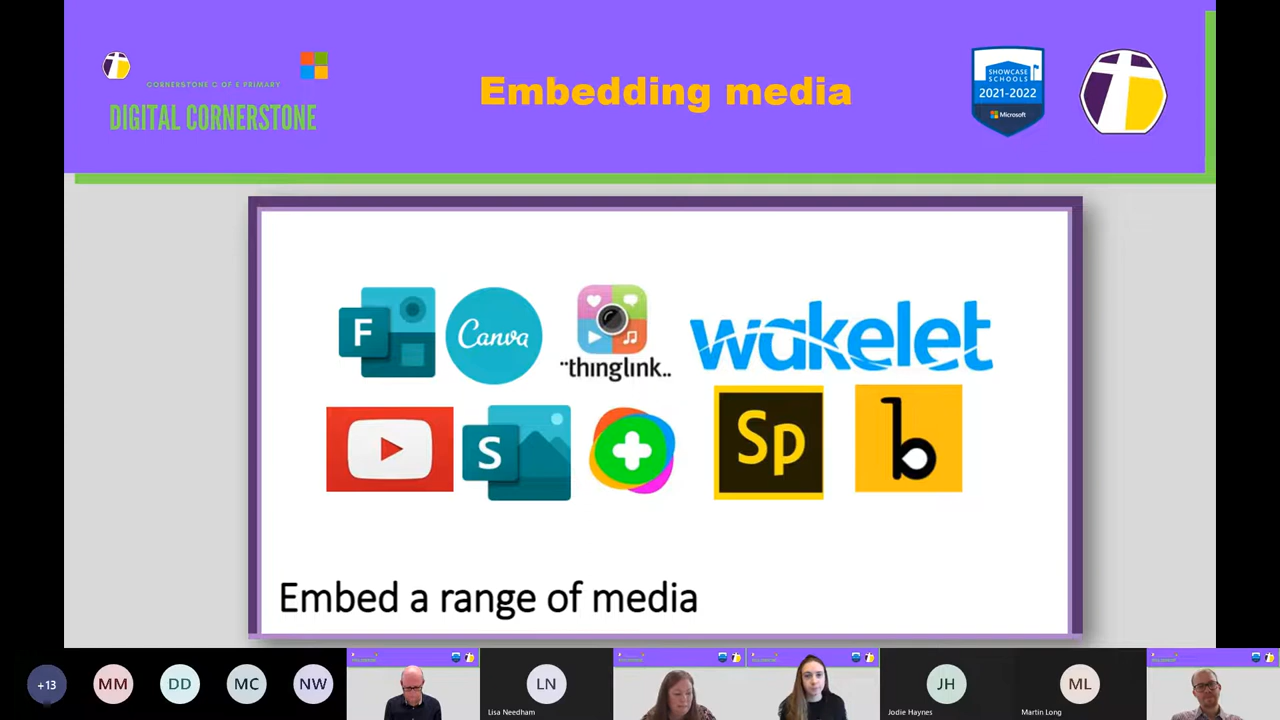 CORNERSTONE C OF E PRIMARY
DIGITAL CORNERSTONE
Embedding media
SHOWCASE
SCHOOLS
2021-2022
Microsoft
F
Canva
¨thinglink..
wakelet
S
Sp
b
Embed a range of media
+13
MM
DD
MC
NW
LN
Lisa Needham
JH
Jodie Haynes
ML
Martin Long